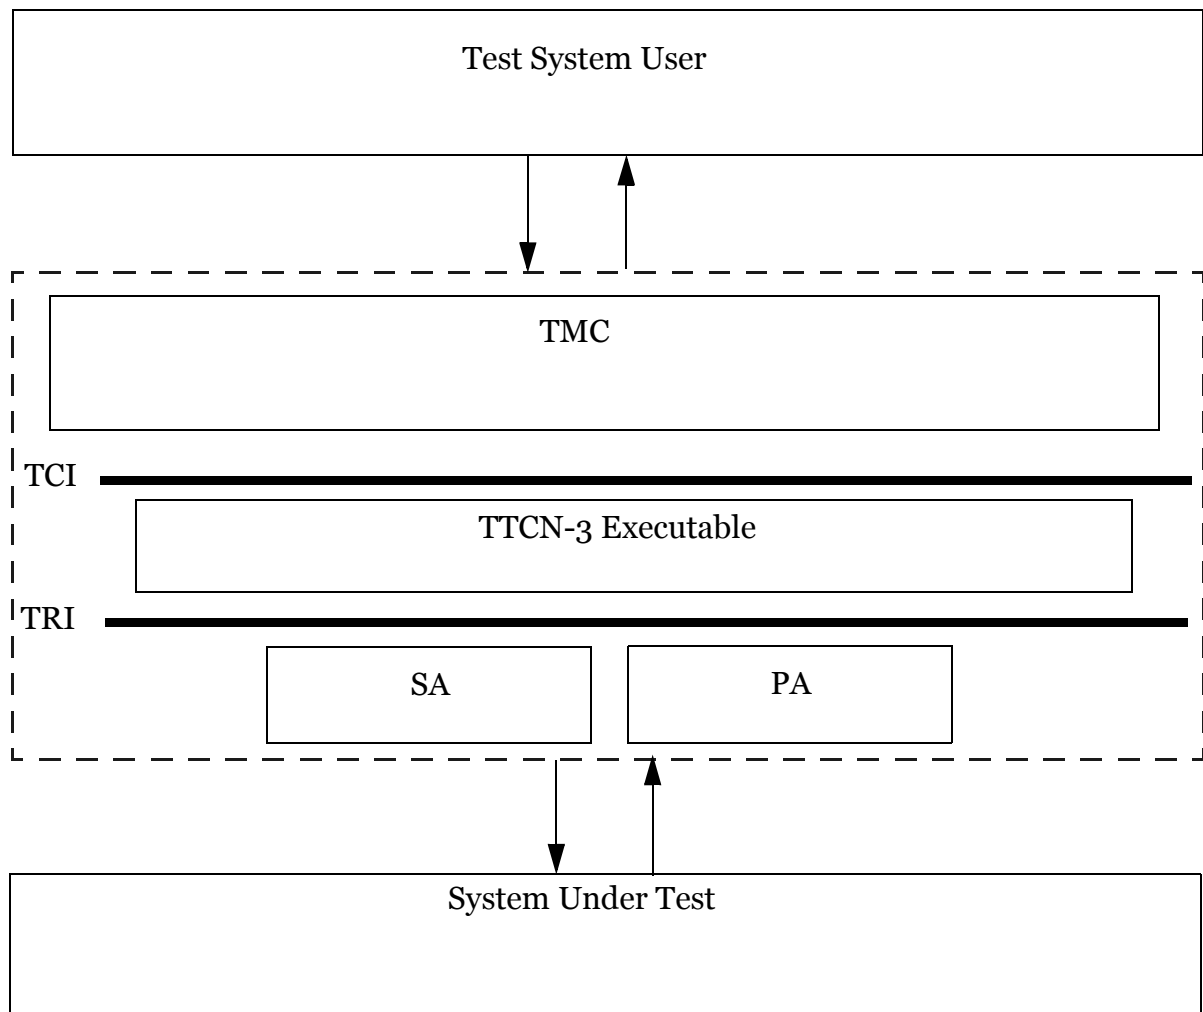 Test System User
TMC
TCI
TTCN-3 Executable
TRI
SA
PA
System Under Test